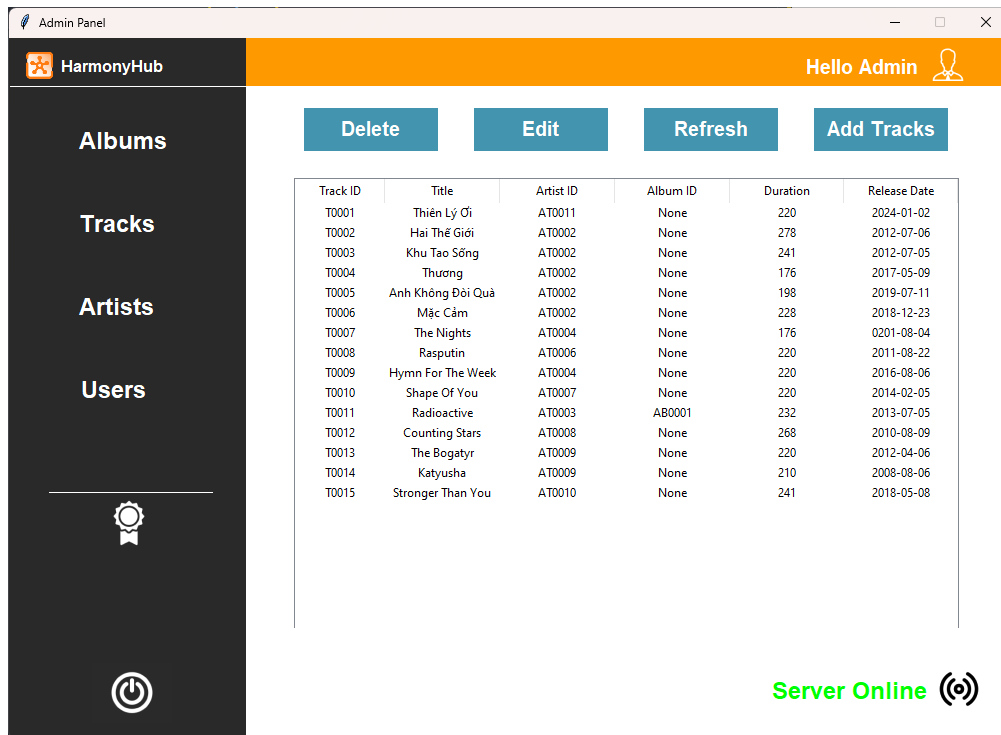 Admin Panel
HarmonyHub
Hello Admin
Albums
Tracks
Artists
Users
Delete Edit Refresh Add Tracks
Track ID Title Artist ID Album ID Duration Release Date
T0001 Thiên Lý Ơi AT0011 None 220 2024-01-02
T0002 Hai Thế Giới AT0002 None 278 2012-07-06
T0003 Khu Tao Sống AT0002 None 241 2012-07-05
T0004 Thương AT0002 None 176 2017-05-09
T0005 Anh Không Đòi Quà AT0002 None 198 2019-07-11
T0006 Mặc Cảm AT0002 None 228 2018-12-23
T0007 The Nights AT0004 None 176 0201-08-04
T0008 Rasputin AT0006 None 220 2011-08-22
T0009 Hymn For The Week AT0004 None 220 2016-08-06
T0010 Shape Of You AT0007 None 220 2014-02-05
T0011 Radioactive AT0003 AB0001 232 2013-07-05
T0012 Counting Stars AT0008 None 268 2010-08-09
T0013 The Bogatyr AT0009 None 220 2012-04-06
T0014 Katyusha AT0009 None 210 2008-08-06
T0015 Stronger Than You AT0010 None 241 2018-05-08
Server Online